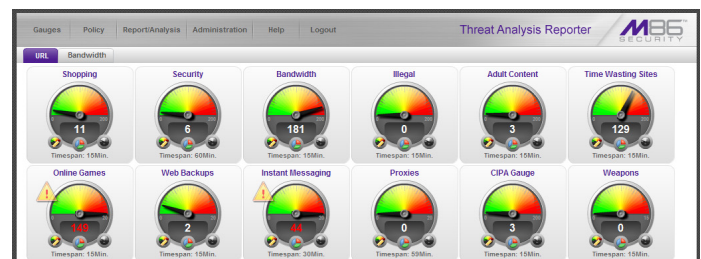 Gauges Policy Report/Analysis Administration Help Logout Threat Analysis Reporter M86™
SECURITY
URL Bandwidth
Shopping Security Bandwidth Illegal Adult Content Time Wasting Sites
11 6 181 0 3 129
Timespan: 15Min. Timespan: 60Min. Timespan: 15Min. Timespan: 15Min. Timespan: 15Min. Timespan: 15Min.
Online Games Web Backups Instant Messaging Proxies CIPA Gauge Weapons
2 0 3 0
Timespan: 15Min. Timespan: 15Min. Timespan: 30Min. Timespan: 59Min. Timespan: 15Min. Timespan: 15Min.